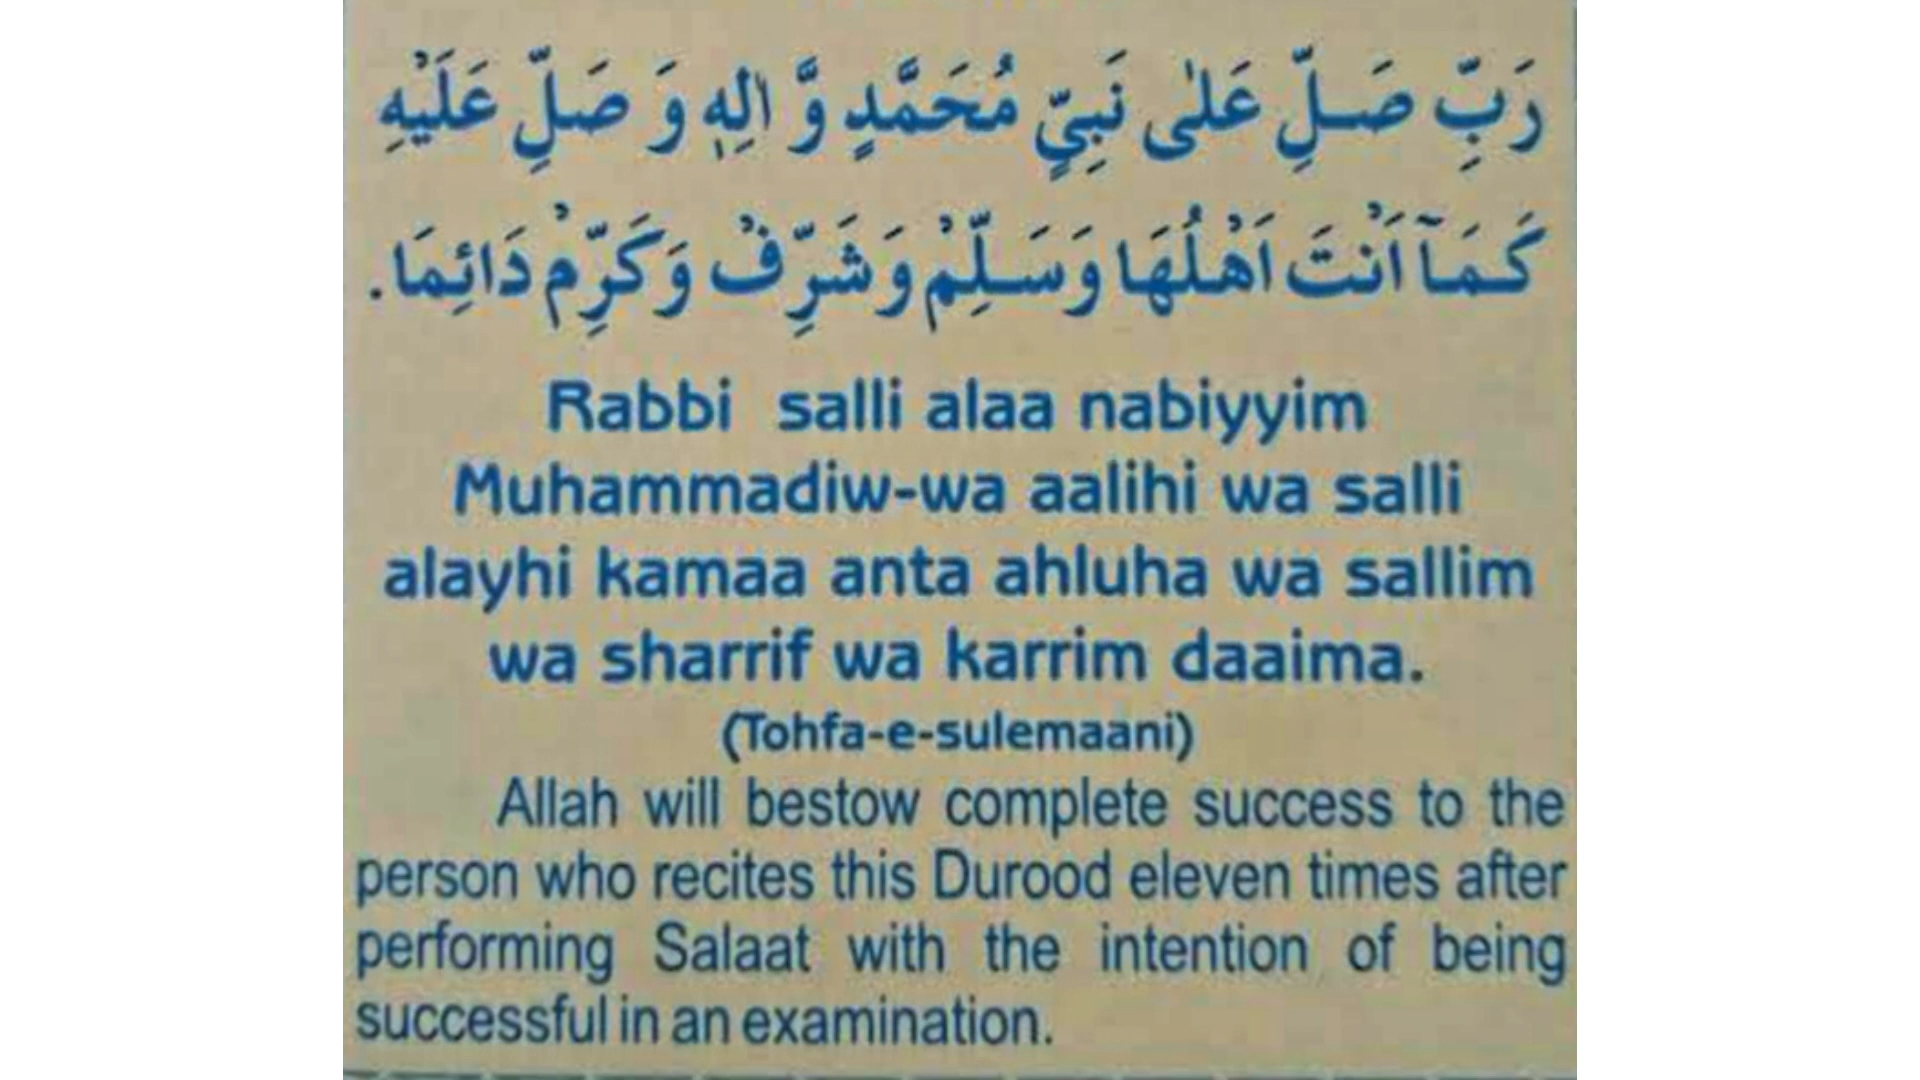 رَبِّ صَلِّ عَلٰى نَبِيٍّ مُحَمَّدٍ وَّ اٰلِهٖ وَ صَلِّ عَلَيْهِ
كَمَآ اَنْتَ اَهْلُهَا وَسَلِّمْ وَشَرِّفْ وَكَرِّمْ دَائِمَا.
Rabbi salli alaa nabiyyim
Muhammadiw-wa aalihi wa salli
alayhi kamaa anta ahluha wa sallim
wa sharrif wa karrim daaima.
(Tohfa-e-sulemaani)
Allah will bestow complete success to the
person who recites this Durood eleven times after
performing Salaat with the intention of being
successful in an examination.